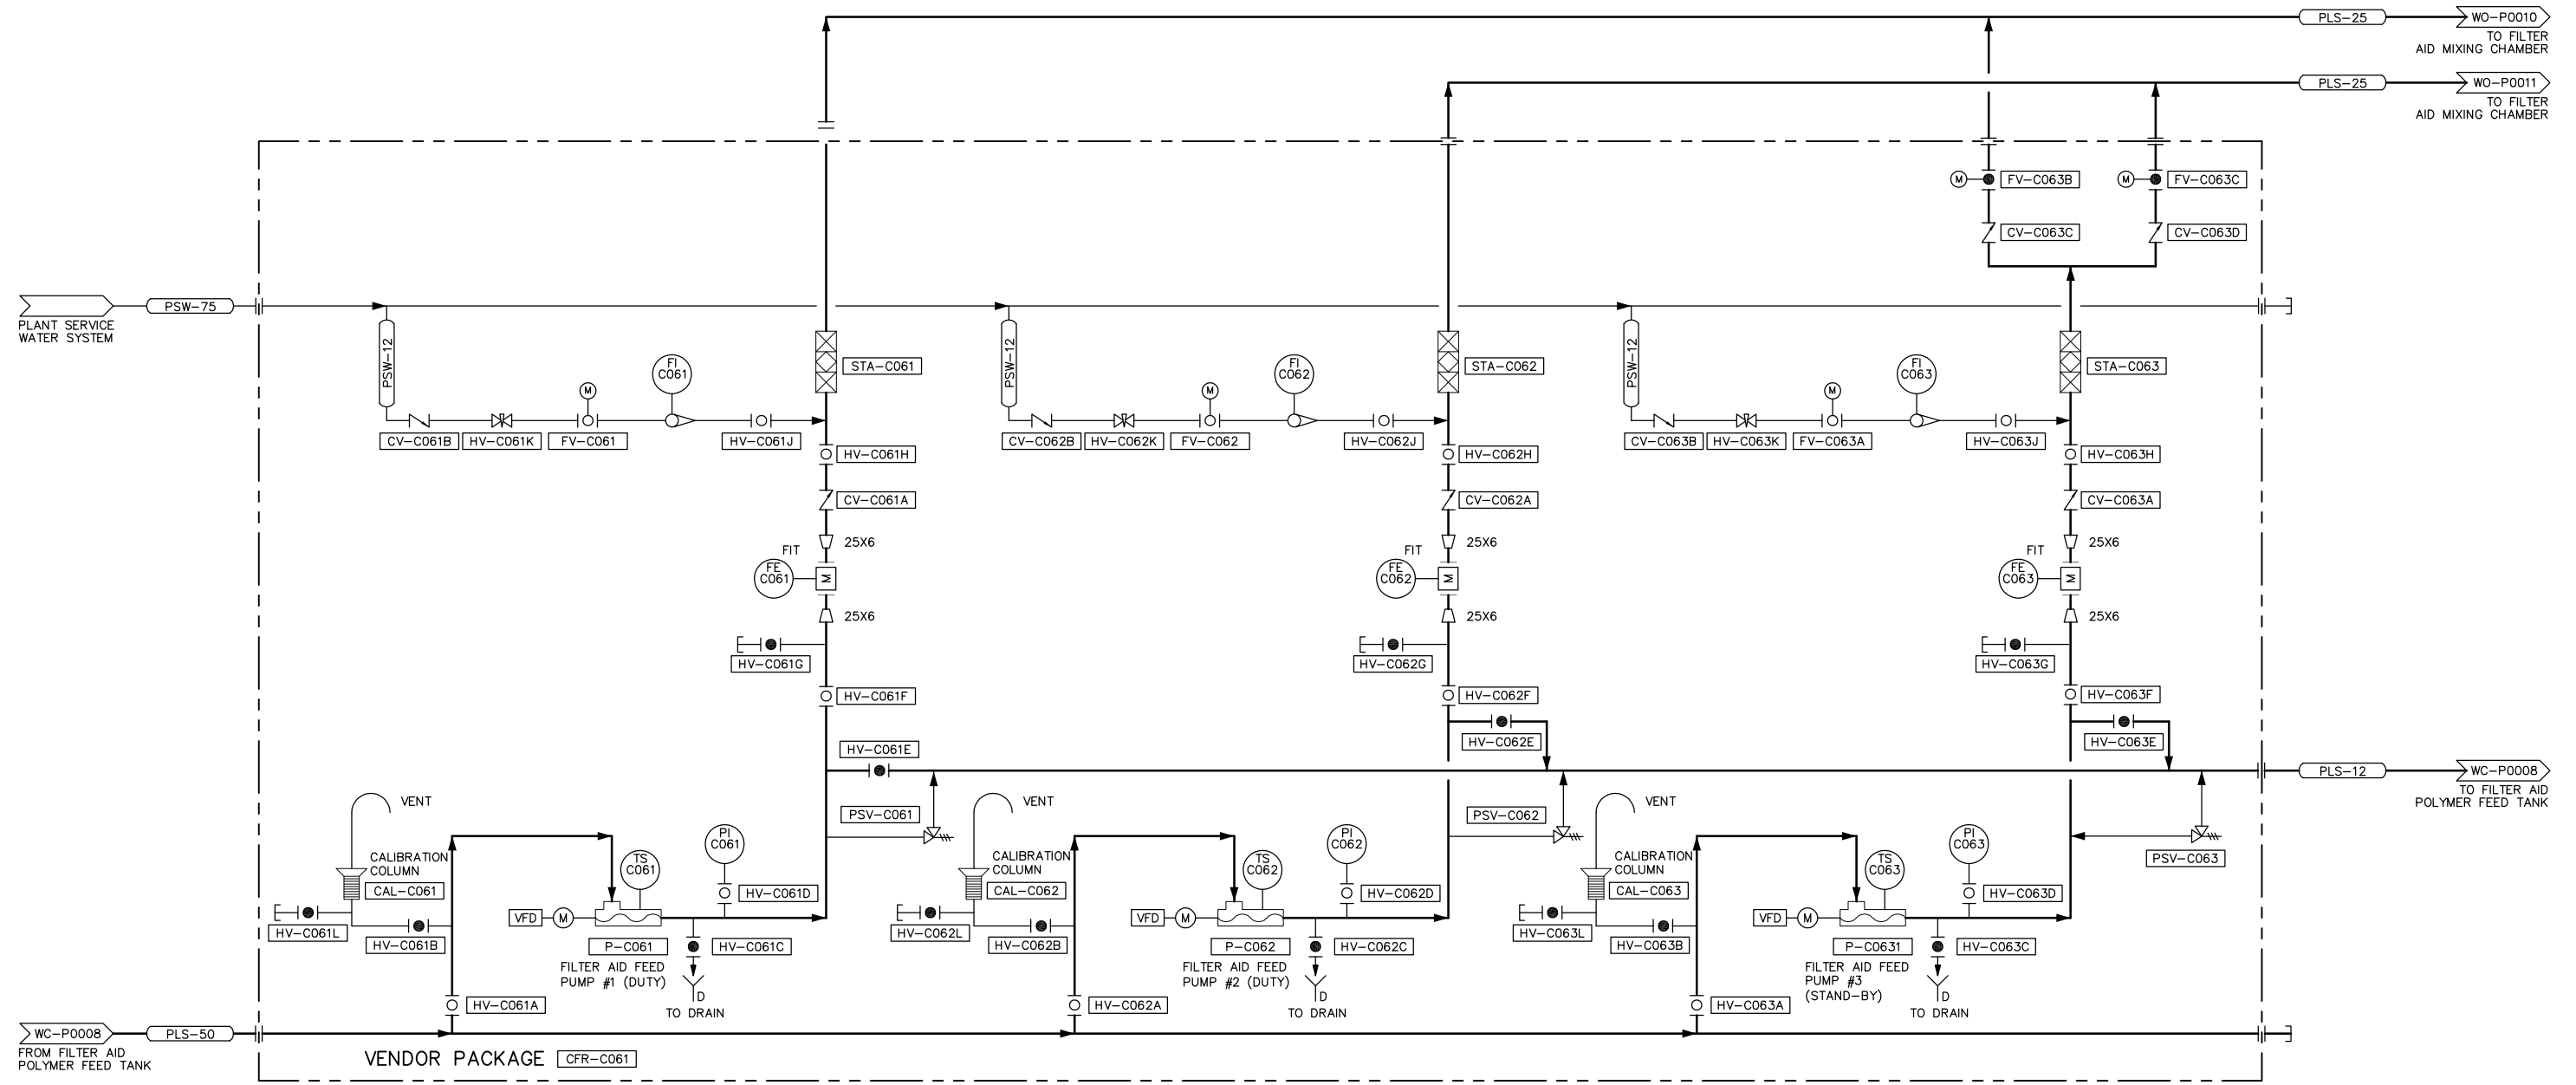 PLS-25
WO-P0010
TO FILTER
AID MIXING CHAMBER
PLS-25
WO-P0011
TO FILTER
AID MIXING CHAMBER
M
FV-C063B
M
FV-C063C
CV-C063C
CV-C063D
PSW-75
PLANT SERVICE
WATER SYSTEM
PSW-12
FI
C061
M
STA-C061
CV-C061B
HV-C061K
FV-C061
HV-C061J
PSW-12
FI
C062
M
STA-C062
CV-C062B
HV-C062K
FV-C062
HV-C062J
PSW-12
FI
C063
M
STA-C063
CV-C063B
HV-C063K
FV-C063A
HV-C063J
HV-C061H
HV-C062H
HV-C063H
CV-C061A
CV-C062A
CV-C063A
25X6
25X6
25X6
FIT
FE
C061
M
FIT
FE
C062
M
FIT
FE
C063
M
25X6
25X6
25X6
HV-C061G
HV-C062G
HV-C063G
HV-C061F
HV-C062F
HV-C063F
HV-C061E
HV-C062E
HV-C063E
PLS-12
WC-P0008
TO FILTER AID
POLYMER FEED TANK
VENT
PSV-C061
VENT
PSV-C062
VENT
PSV-C063
CALIBRATION
COLUMN
CAL-C061
TS
C061
PI
C061
HV-C061D
CALIBRATION
COLUMN
CAL-C062
TS
C062
PI
C062
HV-C062D
CALIBRATION
COLUMN
CAL-C063
TS
C063
PI
C063
HV-C063D
HV-C061L
HV-C061B
VFD
M
P-C061
HV-C061C
FILTER AID FEED
PUMP #1 (DUTY)
D
TO DRAIN
HV-C062L
HV-C062B
VFD
M
P-C062
HV-C062C
FILTER AID FEED
PUMP #2 (DUTY)
D
TO DRAIN
HV-C063L
HV-C063B
VFD
M
P-C0631
HV-C063C
FILTER AID FEED
PUMP #3
(STAND-BY)
D
TO DRAIN
HV-C061A
HV-C062A
HV-C063A
WC-P0008
PLS-50
FROM FILTER AID
POLYMER FEED TANK
VENDOR PACKAGE
CFR-C061